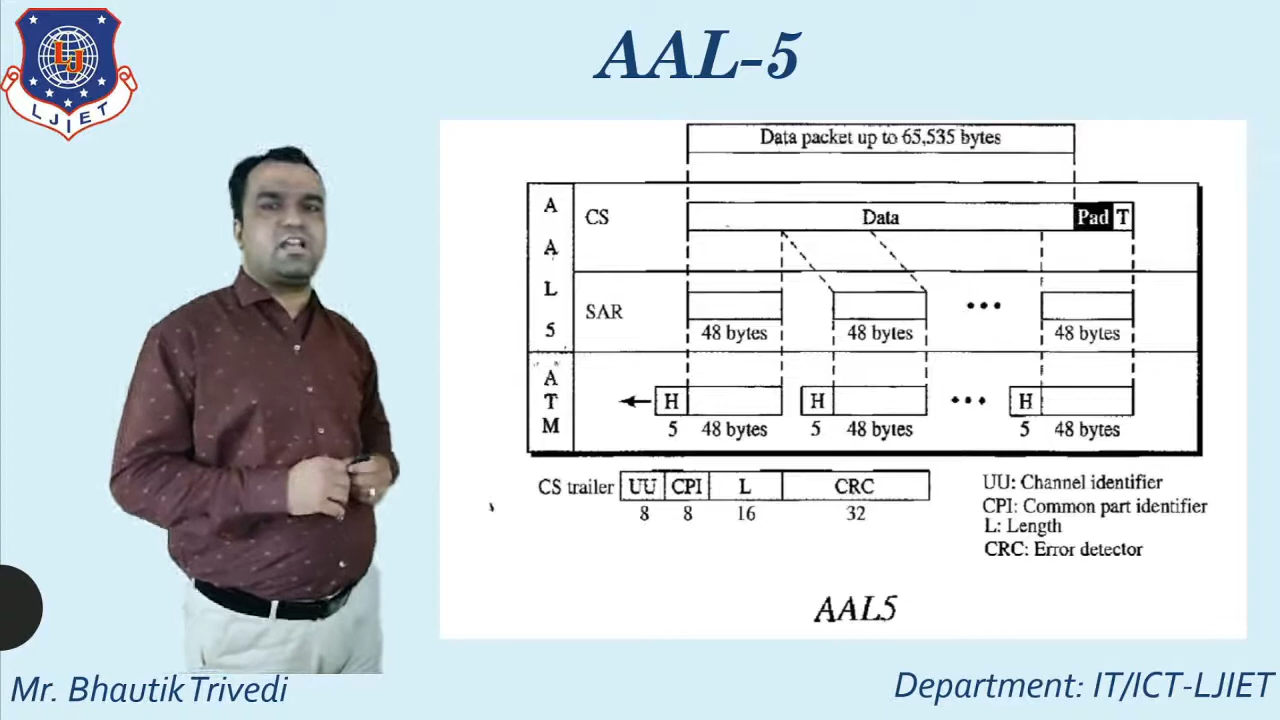 AAL-5
LJ
LJIET
Data packet up to 65,535 bytes
A A L 5
CS
Data
Pad
T
SAR
48 bytes
48 bytes
•••
48 bytes
A T M
H
H
•••
H
5
48 bytes
5
48 bytes
5
48 bytes
CS trailer
UU
CPI
L
CRC
8
8
16
32
UU: Channel identifier
CPI: Common part identifier
L: Length
CRC: Error detector
AAL5
Mr. Bhautik Trivedi
Department: IT/ICT-LJIET